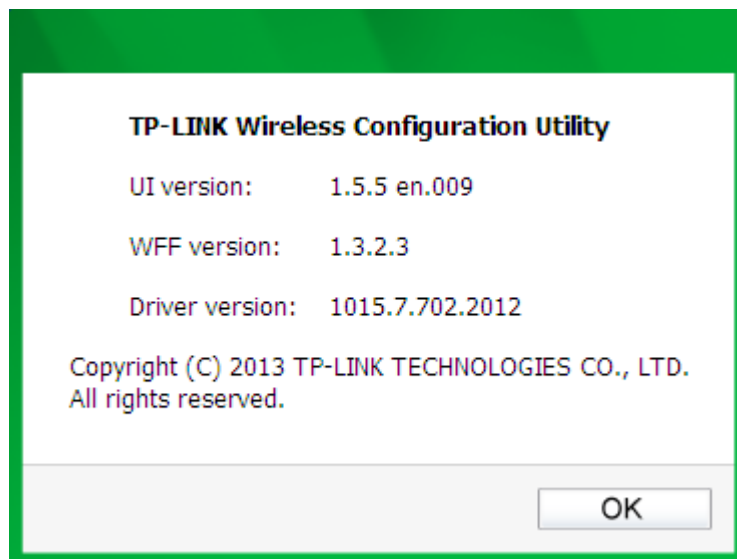 TP-LINK Wireless Configuration Utility
UI version: 1.5.5 en.009
WFF version: 1.3.2.3
Driver version: 1015.7.702.2012
Copyright (C) 2013 TP-LINK TECHNOLOGIES CO., LTD.
All rights reserved.
OK